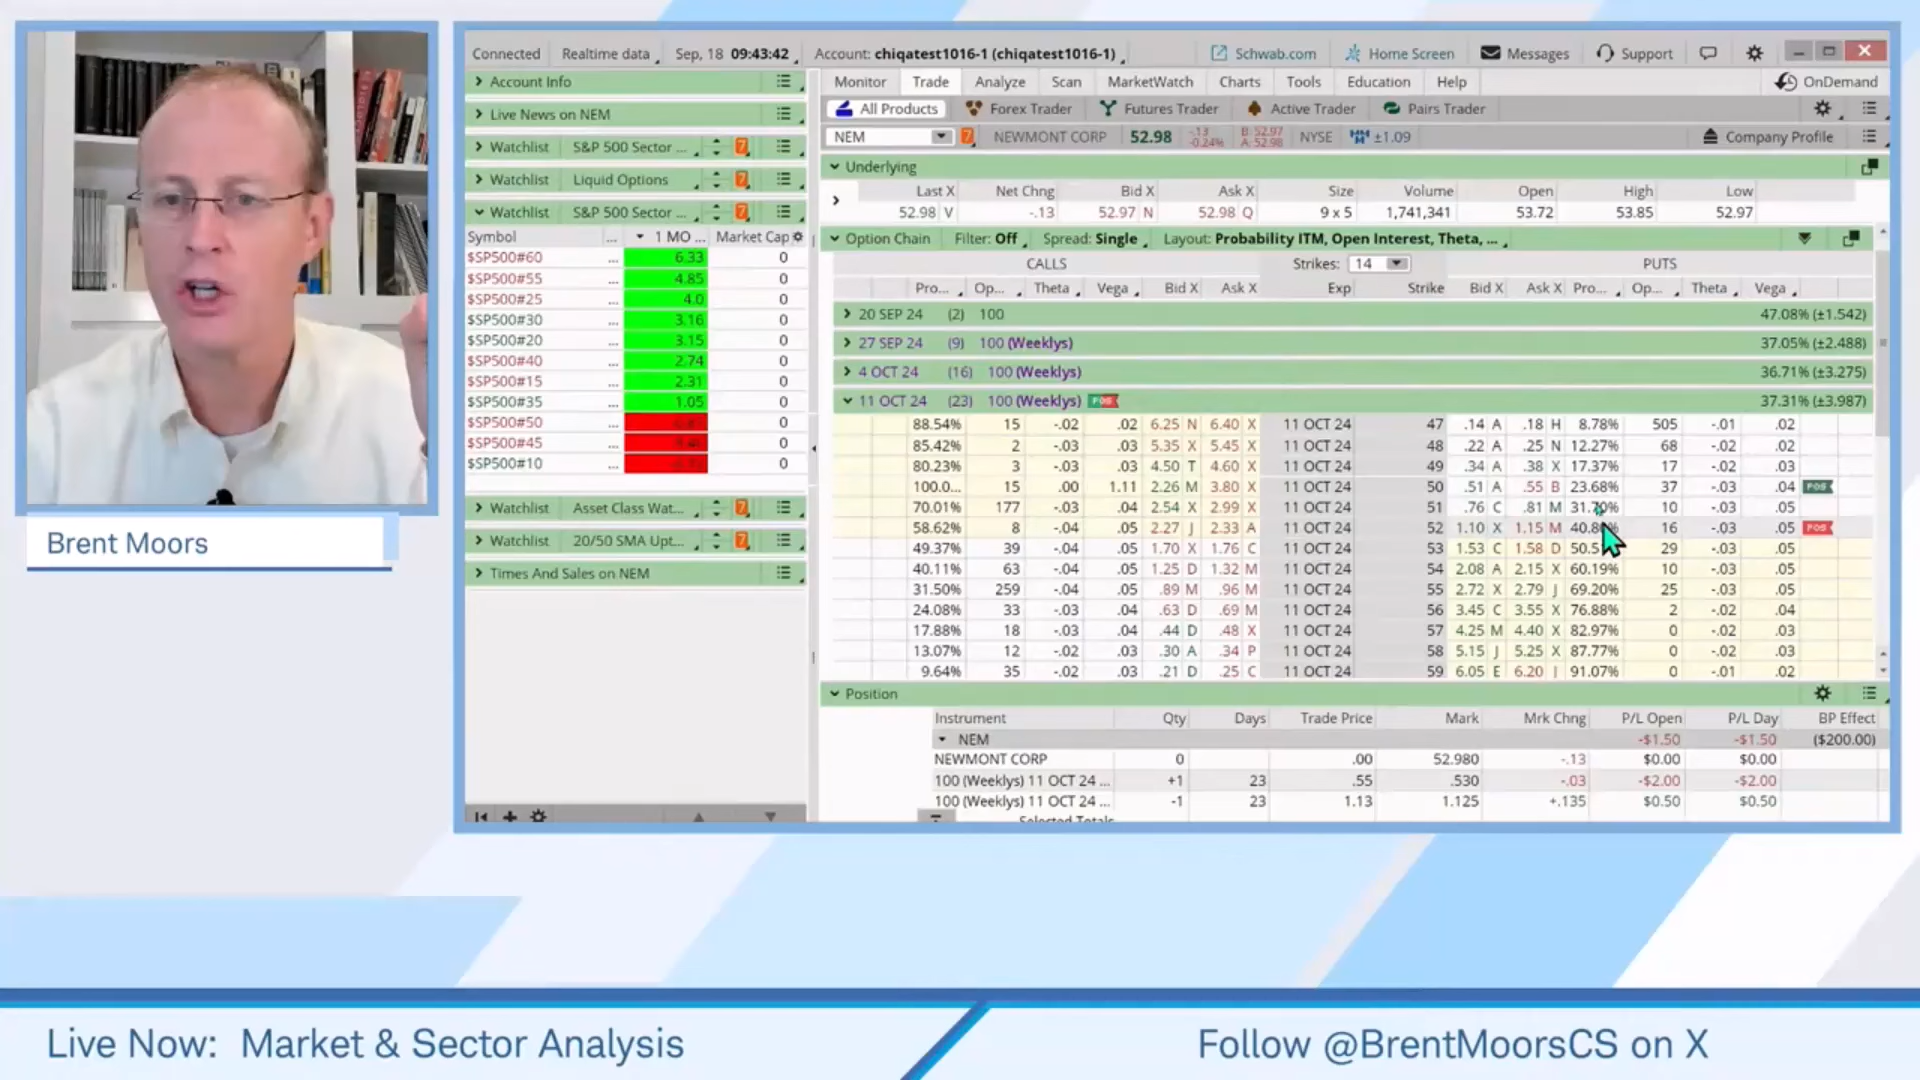 Brent Moors
Connected Realtime data Sep, 18 09:43:42 Account: chiqatest1016-1 (chiqatest1016-1) Schwab.com Home Screen Messages Support
Account Info
Live News on NEM
Watchlist S&P 500 Sector ...
Watchlist Liquid Options
Watchlist S&P 500 Sector ...
Symbol ... 1 MO ... Market Cap
$SP500#60 ... 6.33 0
$SP500#55 ... 4.85 0
$SP500#25 ... 4.0 0
$SP500#30 ... 3.16 0
$SP500#20 ... 3.15 0
$SP500#40 ... 2.74 0
$SP500#15 ... 2.31 0
$SP500#35 ... 1.05 0
$SP500#50 ... 0
$SP500#45 ... 0
$SP500#10 ... 0
Watchlist Asset Class Wat...
Watchlist 20/50 SMA Upt...
Times And Sales on NEM
Monitor Trade Analyze Scan MarketWatch Charts Tools Education Help OnDemand
All Products Forex Trader Futures Trader Active Trader Pairs Trader
NEM NEWMONT CORP 52.98 -.13 -0.24% B: 52.97 A: 52.98 NYSE ±1.09 Company Profile
Underlying
Last X Net Chng Bid X Ask X Size Volume Open High Low
52.98 V -.13 52.97 N 52.98 Q 9 x 5 1,741,341 53.72 53.85 52.97
Option Chain Filter: Off Spread: Single Layout: Probability ITM, Open Interest, Theta, ...
CALLS Strikes: 14 PUTS
Pro... Op... Theta Vega Bid X Ask X Exp Strike Bid X Ask X Pro... Op... Theta Vega
20 SEP 24 (2) 100 47.08% (±1.542)
27 SEP 24 (9) 100 (Weeklys) 37.05% (±2.488)
4 OCT 24 (16) 100 (Weeklys) 36.71% (±3.275)
11 OCT 24 (23) 100 (Weeklys) POS 37.31% (±3.987)
88.54% 15 -.02 .02 6.25 N 6.40 X 11 OCT 24 47 .14 A .18 H 8.78% 505 -.01 .02
85.42% 2 -.03 .03 5.35 X 5.45 X 11 OCT 24 48 .22 A .25 N 12.27% 68 -.02 .02
80.23% 3 -.03 .03 4.50 T 4.60 X 11 OCT 24 49 .34 A .38 X 17.37% 17 -.02 .03
100.0... 15 .00 1.11 2.26 M 3.80 X 11 OCT 24 50 .51 A .55 B 23.68% 37 -.03 .04 POS
70.01% 177 -.03 .04 2.54 X 2.99 X 11 OCT 24 51 .76 C .81 M 10 -.03 .05
58.62% 8 -.04 .05 2.27 J 2.33 A 11 OCT 24 52 1.10 X 1.15 M 16 -.03 .05 POS
49.37% 39 -.04 .05 1.70 X 1.76 C 11 OCT 24 53 1.53 C 1.58 D 29 -.03 .05
40.11% 63 -.04 .05 1.25 D 1.32 M 11 OCT 24 54 2.08 A 2.15 X 60.19% 10 -.03 .05
31.50% 259 -.04 .05 .89 M .96 M 11 OCT 24 55 2.72 X 2.79 J 69.20% 25 -.03 .05
24.08% 33 -.03 .04 .63 D .69 M 11 OCT 24 56 3.45 C 3.55 X 76.88% 2 -.02 .04
17.88% 18 -.03 .04 .44 D .48 X 11 OCT 24 57 4.25 M 4.40 X 82.97% 0 -.02 .03
13.07% 12 -.02 .03 .30 A .34 P 11 OCT 24 58 5.15 J 5.25 X 87.77% 0 -.02 .03
9.64% 35 -.02 .03 .21 D .25 C 11 OCT 24 59 6.05 E 6.20 J 91.07% 0 -.01 .02
Position
Instrument Qty Days Trade Price Mark Mrk Chng P/L Open P/L Day BP Effect
NEM -$1.50 -$1.50 ($200.00)
NEWMONT CORP 0 .00 52.980 -.13 $0.00 $0.00
100 (Weeklys) 11 OCT 24 ... +1 23 .55 .530 -.03 -$2.00 -$2.00
100 (Weeklys) 11 OCT 24 ... -1 23 1.13 1.125 +.135 $0.50 $0.50
Live Now: Market & Sector Analysis
Follow @BrentMoorsCS on X